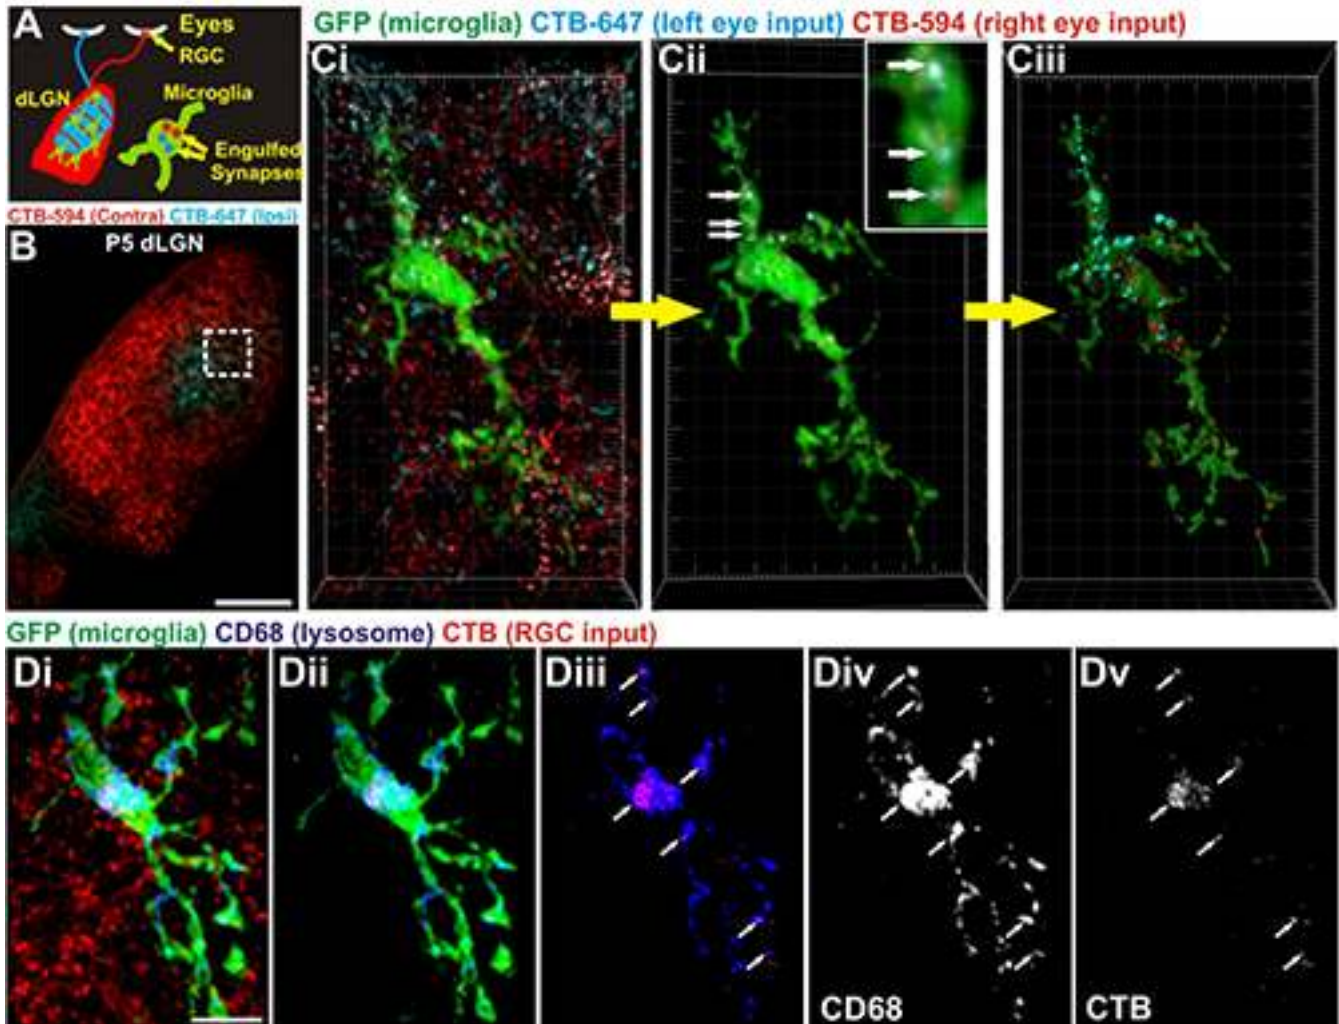 A
Eyes
RGC
dLGN
Microglia
Engulfed
Synapses
CTB-594 (Contra) CTB-647 (Ipsi)
B
P5 dLGN
GFP (microglia) CTB-647 (left eye input) CTB-594 (right eye input)
Ci
Cii
Ciii
GFP (microglia) CD68 (lysosome) CTB (RGC input)
Di
Dii
Diii
Div
Dv
CD68
CTB